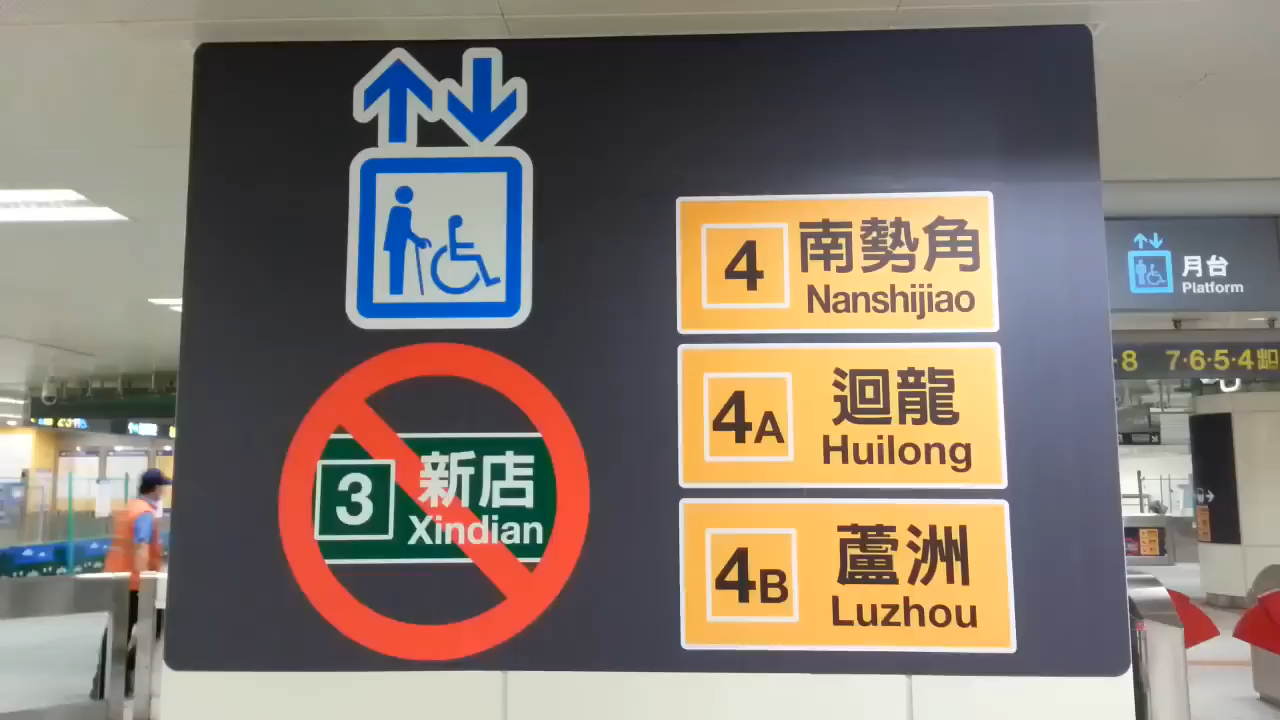 4 南勢角
Nanshijiao
4A 迴龍
Huilong
4B 蘆洲
Luzhou
3 新店
Xindian
月台
Platform
8 7·6·5·4